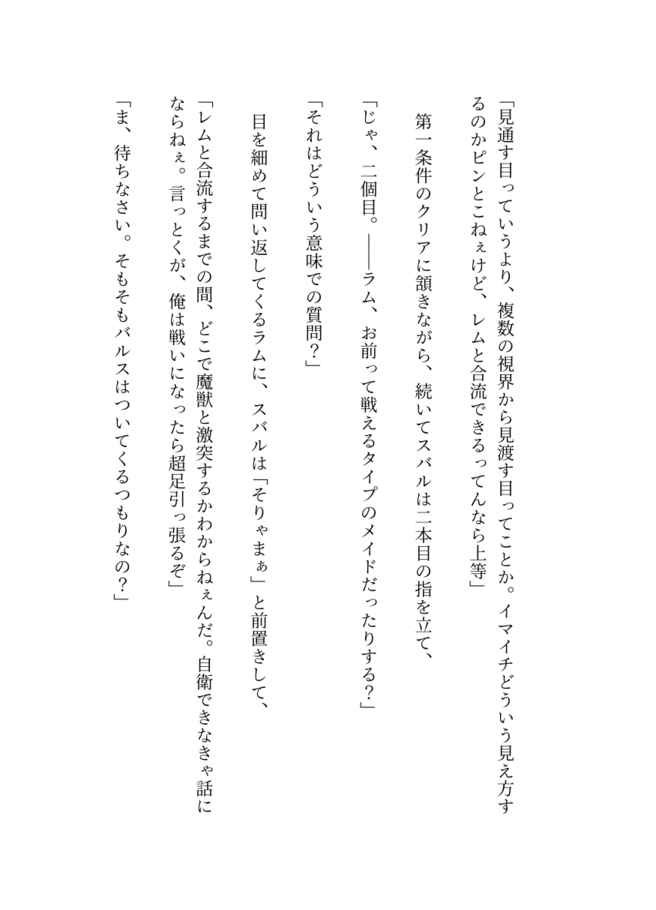 「見通す目っていうより、複数の視界から見渡す目ってことか。イマイチどういう見え方す
るのかピンとこねぇけど、レムと合流できるってんなら上等」
　第一条件のクリアに頷きながら、続いてスバルは二本目の指を立て、
「じゃ、二個目。――ラム、お前って戦えるタイプのメイドだったりする？」
「それはどういう意味での質問？」
　目を細めて問い返してくるラムに、スバルは「そりゃまぁ」と前置きして、
「レムと合流するまでの間、どこで魔獣と激突するかわからねぇんだ。自衛できなきゃ話に
ならねぇ。言っとくが、俺は戦いになったら超足引っ張るぞ」
「ま、待ちなさい。そもそもバルスはついてくるつもりなの？」